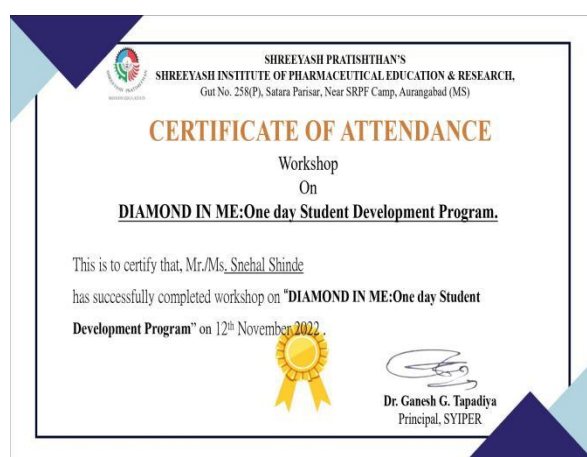 SHREEYASH PRATISHTHAN'S
SHREEYASH INSTITUTE OF PHARMACEUTICAL EDUCATION & RESEARCH,
Gut No. 258(P), Satara Parisar, Near SRPF Camp, Aurangabad (MS)
CERTIFICATE OF ATTENDANCE
Workshop
On
DIAMOND IN ME:One day Student Development Program.
This is to certify that, Mr./Ms. Snehal Shinde
has successfully completed workshop on "DIAMOND IN ME:One day Student
Development Program" on 12th November 2022 .
Dr. Ganesh G. Tapadiya
Principal, SYIPER